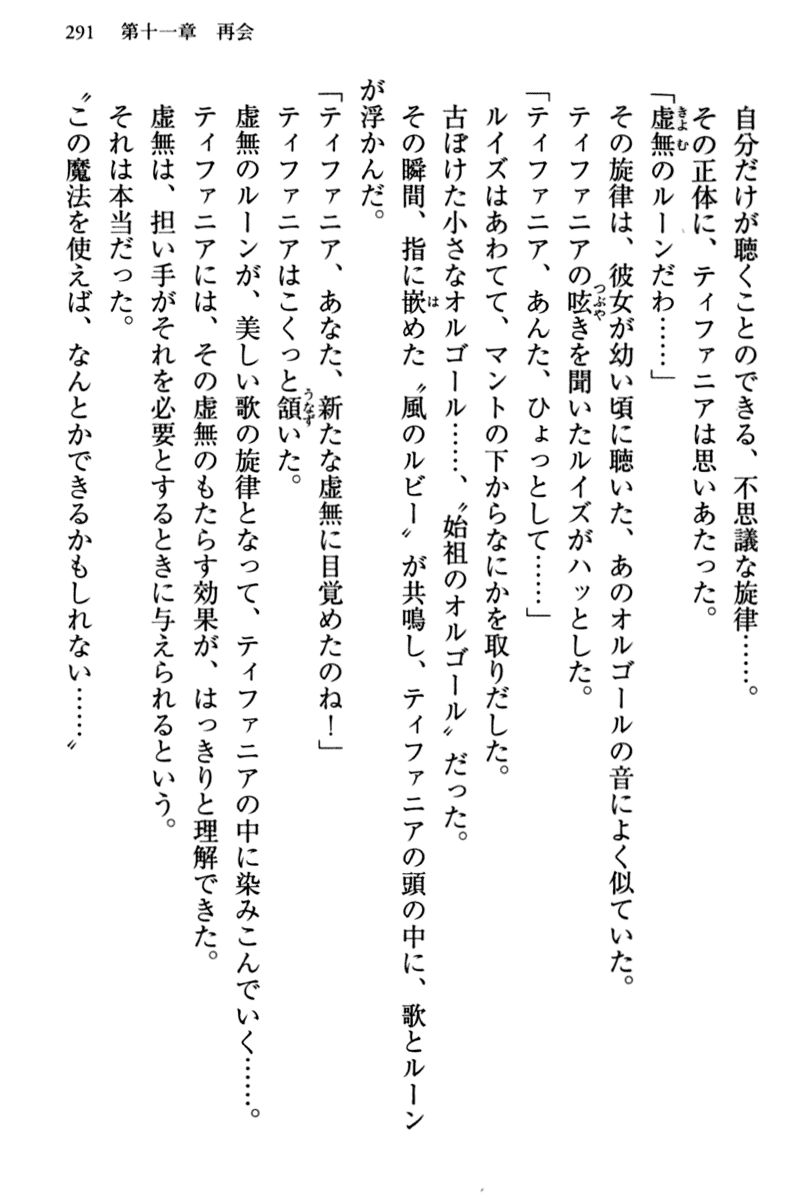 291　第十一章　再会
自分だけが聴くことのできる、不思議な旋律……。
その正体に、ティファニアは思いあたった。
「虚無のルーンだわ……」
その旋律は、彼女が幼い頃に聴いた、あのオルゴールの音によく似ていた。
ティファニアの呟きを聞いたルイズがハッとした。
「ティファニア、あんた、ひょっとして……」
ルイズはあわてて、マントの下からなにかを取りだした。
古ぼけた小さなオルゴール……、〝始祖のオルゴール〟だった。
その瞬間、指に嵌めた〝風のルビー〟が共鳴し、ティファニアの頭の中に、歌とルーン
が浮かんだ。
「ティファニア、あなた、新たな虚無に目覚めたのね！」
ティファニアはこくっと頷いた。
虚無のルーンが、美しい歌の旋律となって、ティファニアの中に染みこんでいく……。
ティファニアには、その虚無のもたらす効果が、はっきりと理解できた。
虚無は、担い手がそれを必要とするときに与えられるという。
それは本当だった。
〝この魔法を使えば、なんとかできるかもしれない……〟